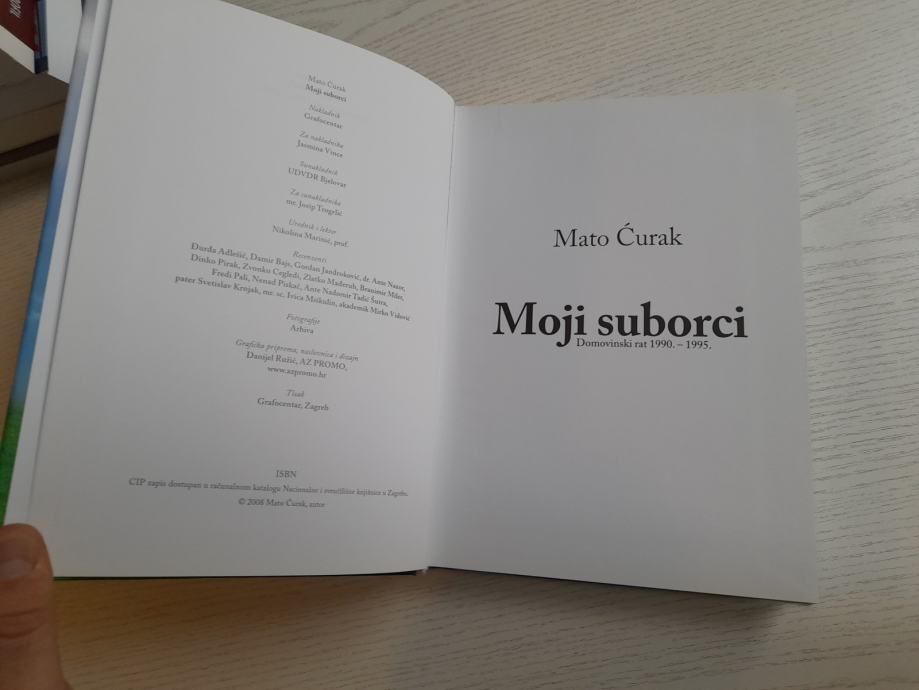 Mato Ćurak
Moji suborci
Nakladnik
Grafocentar
Za nakladnika
Jasmina Vince
Sunakladnik
UDVDR Bjelovar
Za sunakladnika
mr. Josip Trogrlić
Urednik i lektor
Nikolina Marinić, prof.
Recenzenti
Đurđa Adlešić, Damir Bajs, Gordan Jandroković, dr. Ante Nazor,
Dinko Pirak, Zvonko Cegledi, Zlatko Mađeruh, Branimir Miler,
Fredi Pali, Nenad Piskač, Ante Nadomir Tadić Šutra,
pater Svetislav Krnjak, mr. sc. Ivica Miškulin, akademik Mirko Vidović
Fotografije
Arhiva
Grafička priprema, naslovnica i dizajn
Danijel Ružić, AZ PROMO,
www.azpromo.hr
Tisak
Grafocentar, Zagreb
ISBN
CIP zapis dostupan u računalnom katalogu Nacionalne i sveučilišne knjižnice u Zagrebu.
© 2008 Mato Ćurak, autor
Mato Ćurak
Moji suborci
Domovinski rat 1990. – 1995.